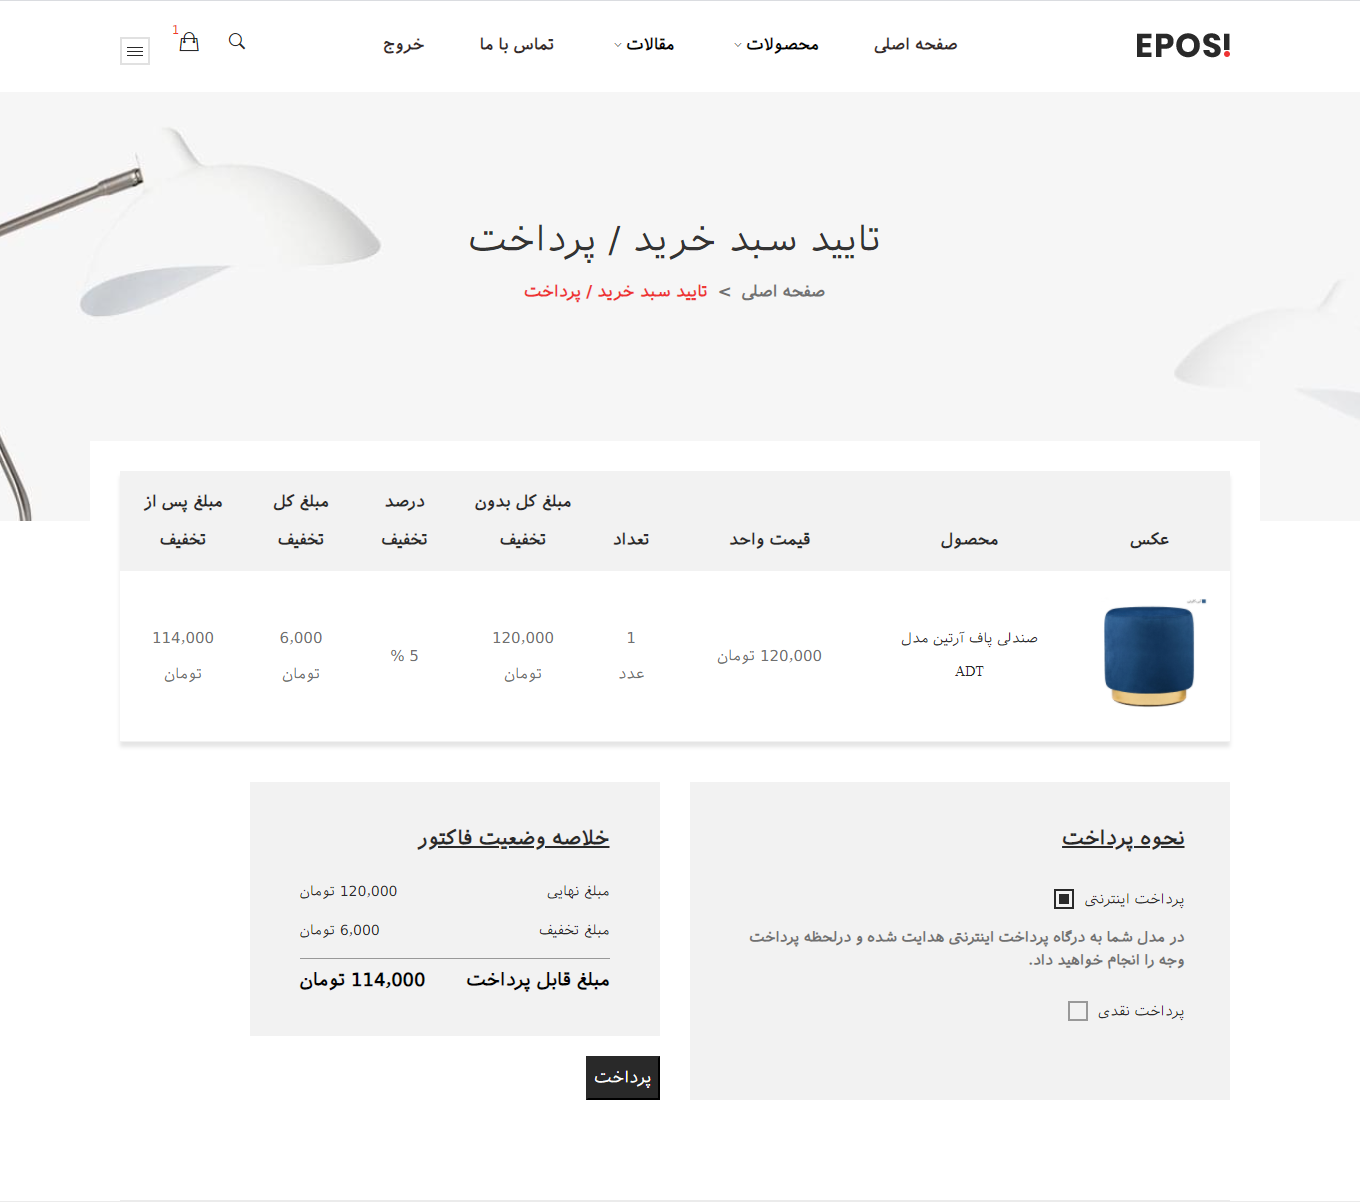 EPOS!
صفحه اصلی
محصولات
مقالات
تماس با ما
خروج
1
تایید سبد خرید / پرداخت
صفحه اصلی > تایید سبد خرید / پرداخت
عکس
محصول
قیمت واحد
تعداد
مبلغ کل بدون
تخفیف
درصد
تخفیف
مبلغ کل
تخفیف
مبلغ پس از
تخفیف
صندلی پاف آرتین مدل
ADT
120,000 تومان
1
عدد
120,000
تومان
5 %
6,000
تومان
114,000
تومان
نحوه پرداخت
پرداخت اینترنتی
در مدل شما به درگاه پرداخت اینترنتی هدایت شده و درلحظه پرداخت
وجه را انجام خواهید داد.
پرداخت نقدی
خلاصه وضعیت فاکتور
مبلغ نهایی 120,000 تومان
مبلغ تخفیف 6,000 تومان
مبلغ قابل پرداخت 114,000 تومان
پرداخت